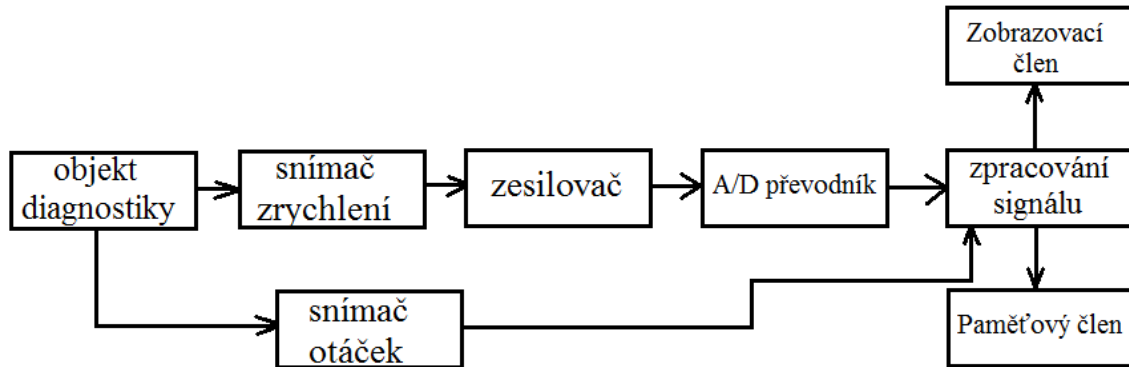 Zobrazovací
člen
objekt
diagnostiky
snímač
zrychlení
zesilovač
A/D převodník
zpracování
signálu
snímač
otáček
Paměťový člen